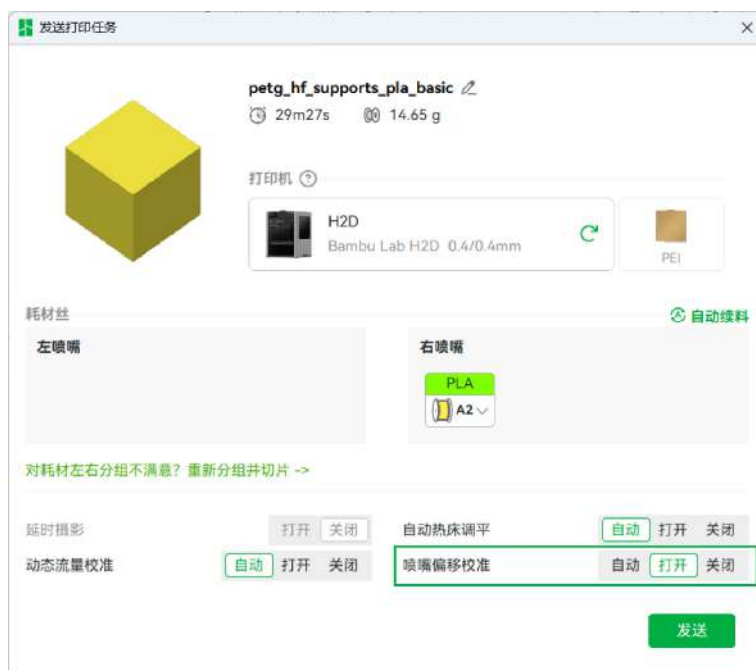 发送打印任务
petg_hf_supports_pla_basic
29m27s 14.65 g
打印机
H2D
Bambu Lab H2D 0.4/0.4mm
PEI
耗材丝 自动续料
左喷嘴 右喷嘴
PLA
A2
对耗材左右分组不满意？重新分组并切片 ->
延时摄影 打开 关闭 自动热床调平 自动 打开 关闭
动态流量校准 自动 打开 关闭 喷嘴偏移校准 自动 打开 关闭
发送